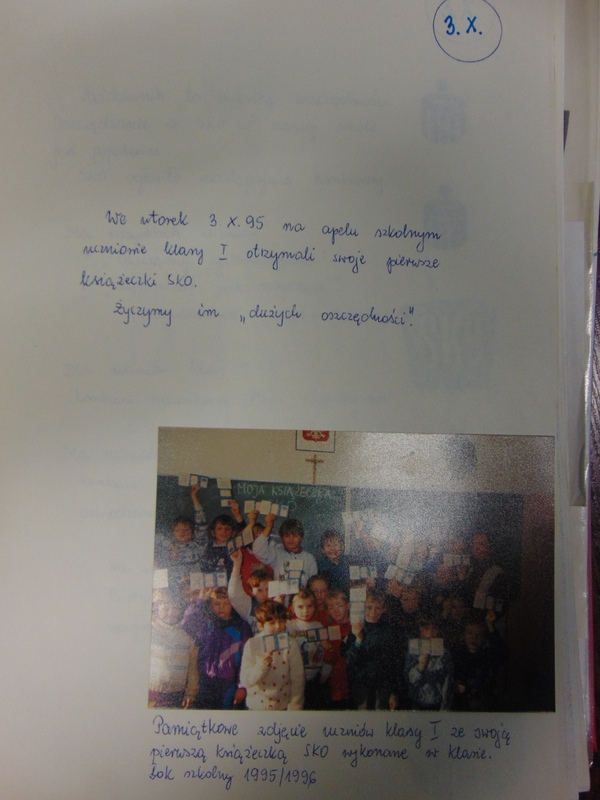 3. X.
We wtorek 3 X. 95 na apelu szkolnym
uczniowie klasy I otrzymali swoje pierwsze
książeczki SKO.
Życzymy im „dużych oszczędności".
MOJA KSIĄŻECZKA
Pamiątkowe zdjęcie uczniów klasy I ze swoją
pierwszą książeczką SKO wykonane w klasie.
Rok szkolny 1995/1996